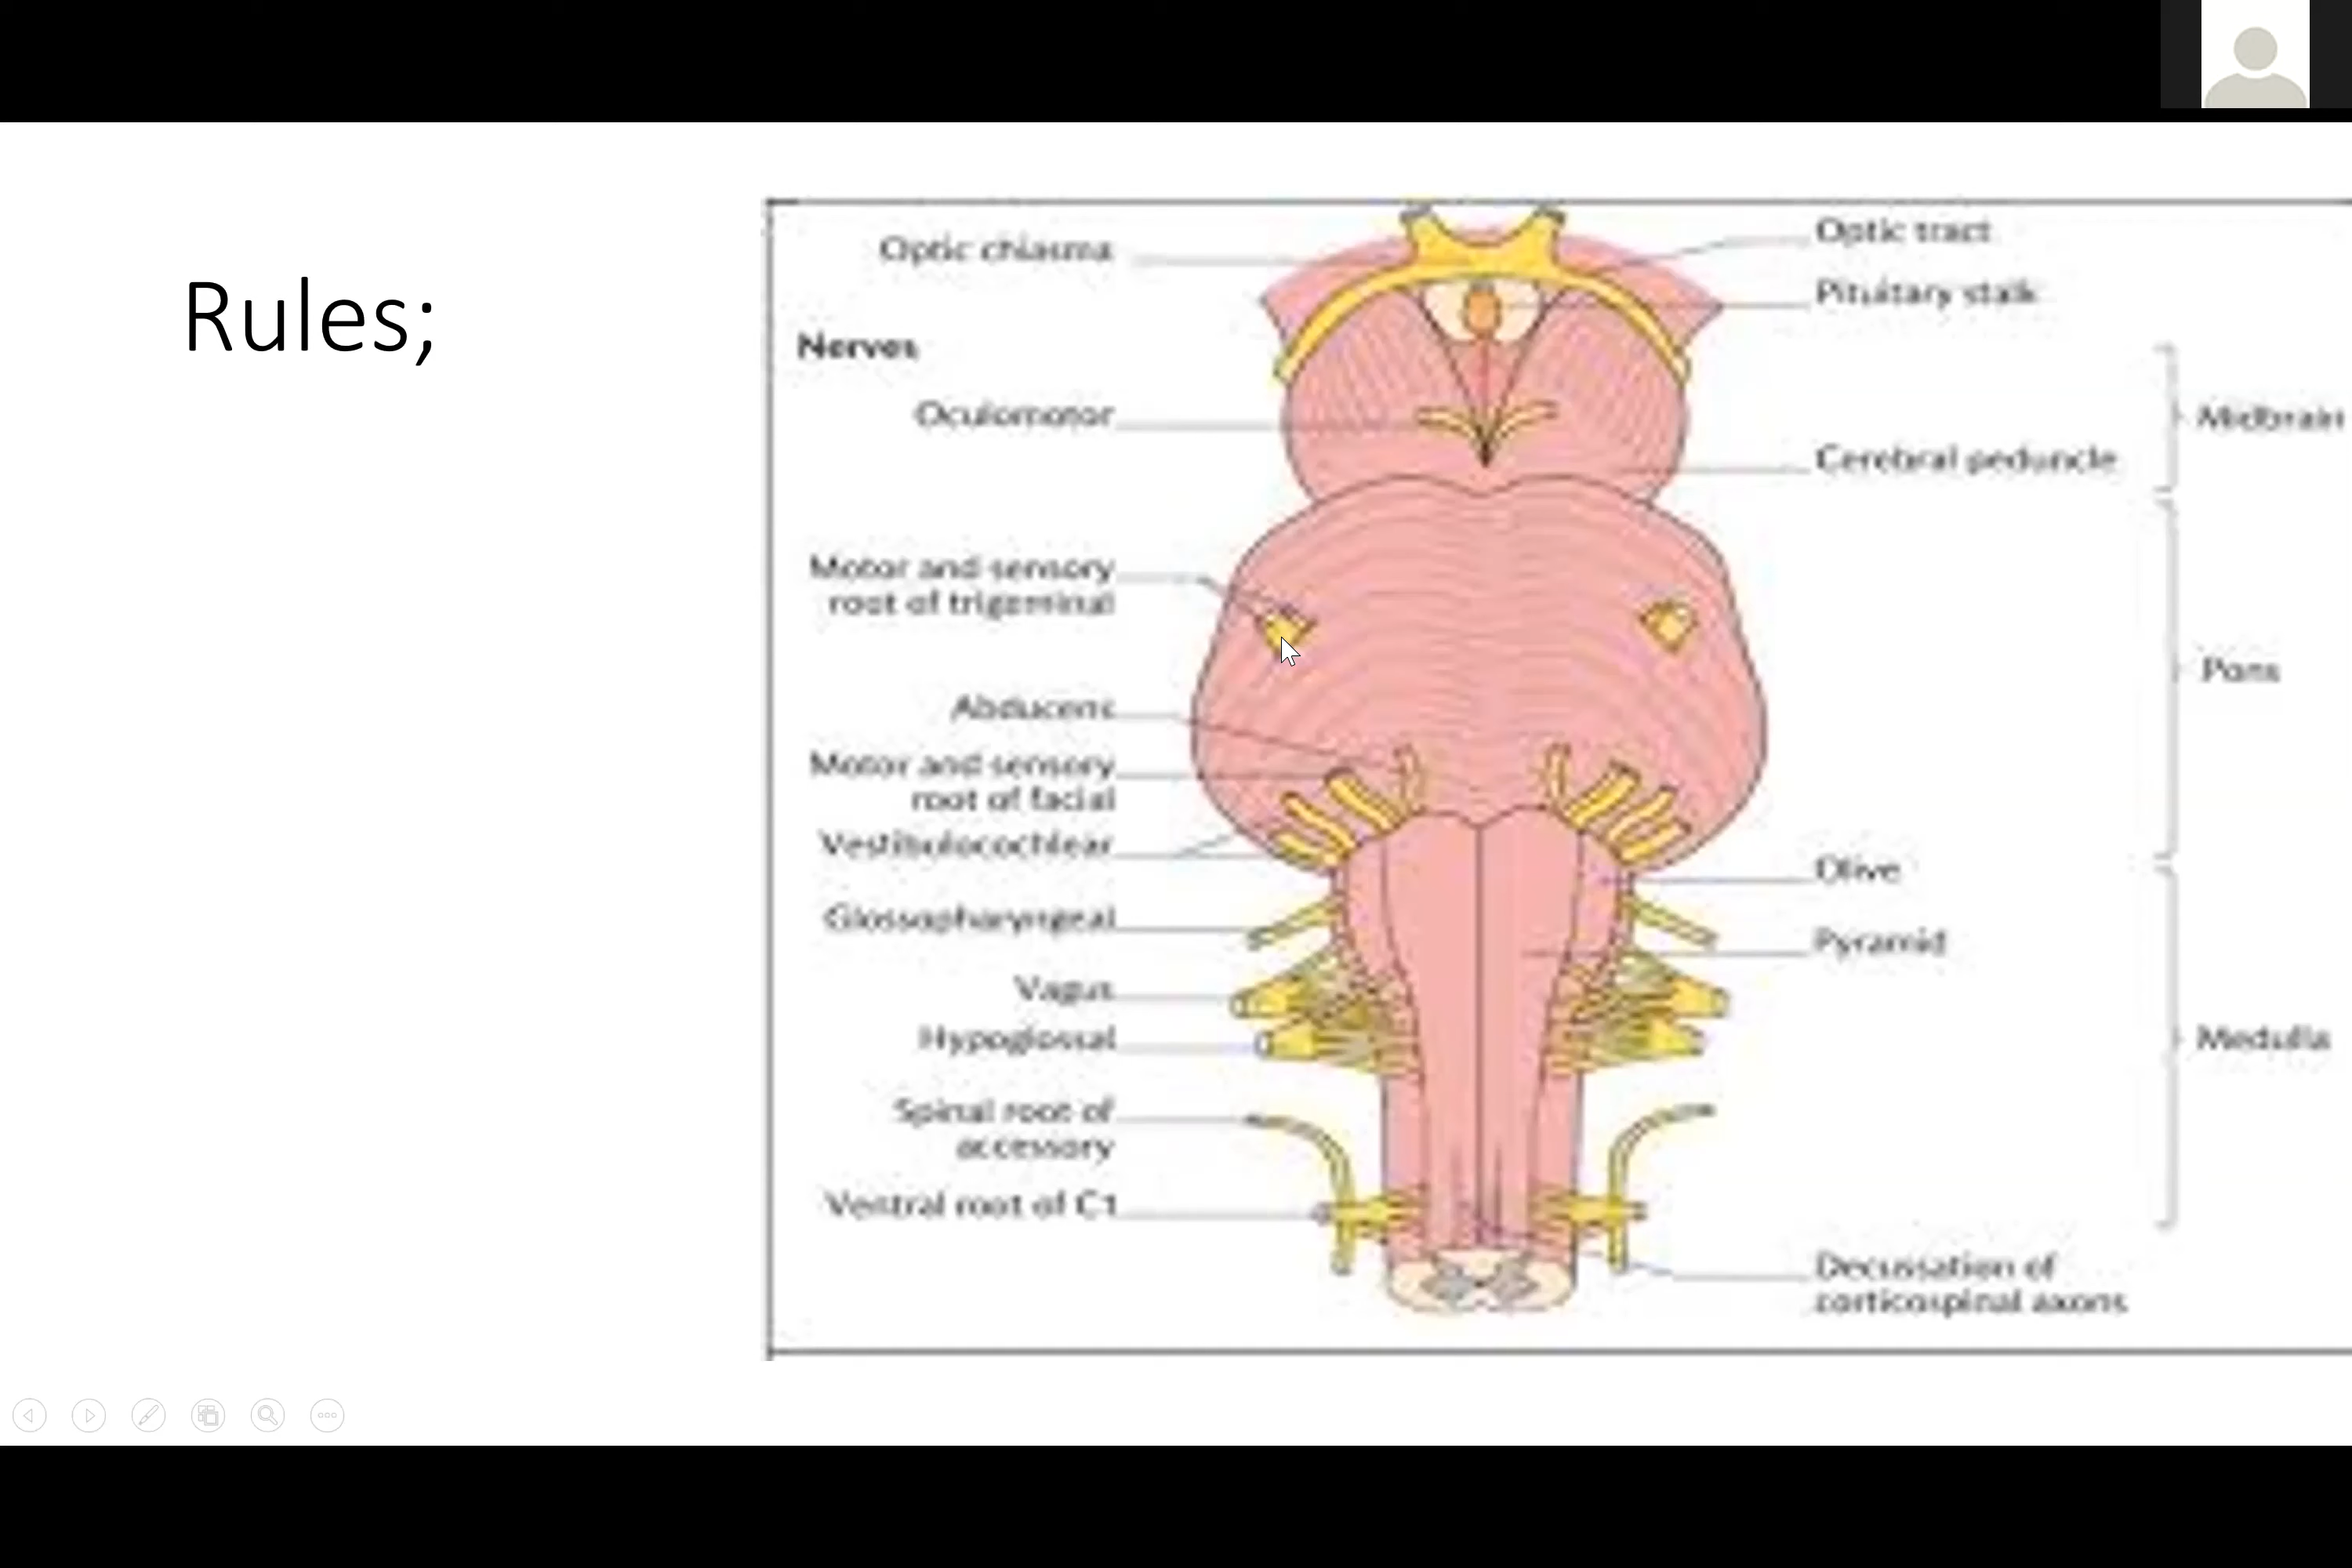 Rules;
Optic chiasma
Nerves
Oculomotor
Motor and sensory
root of trigeminal
Abducens
Motor and sensory
root of facial
Vestibulocochlear
Glossopharyngeal
Vagus
Hypoglossal
Spinal root of
accessory
Ventral root of C1
Optic tract
Pituitary stalk
Cerebral peduncle
Olive
Pyramid
Decussation of
corticospinal axons
Midbrain
Pons
Medulla